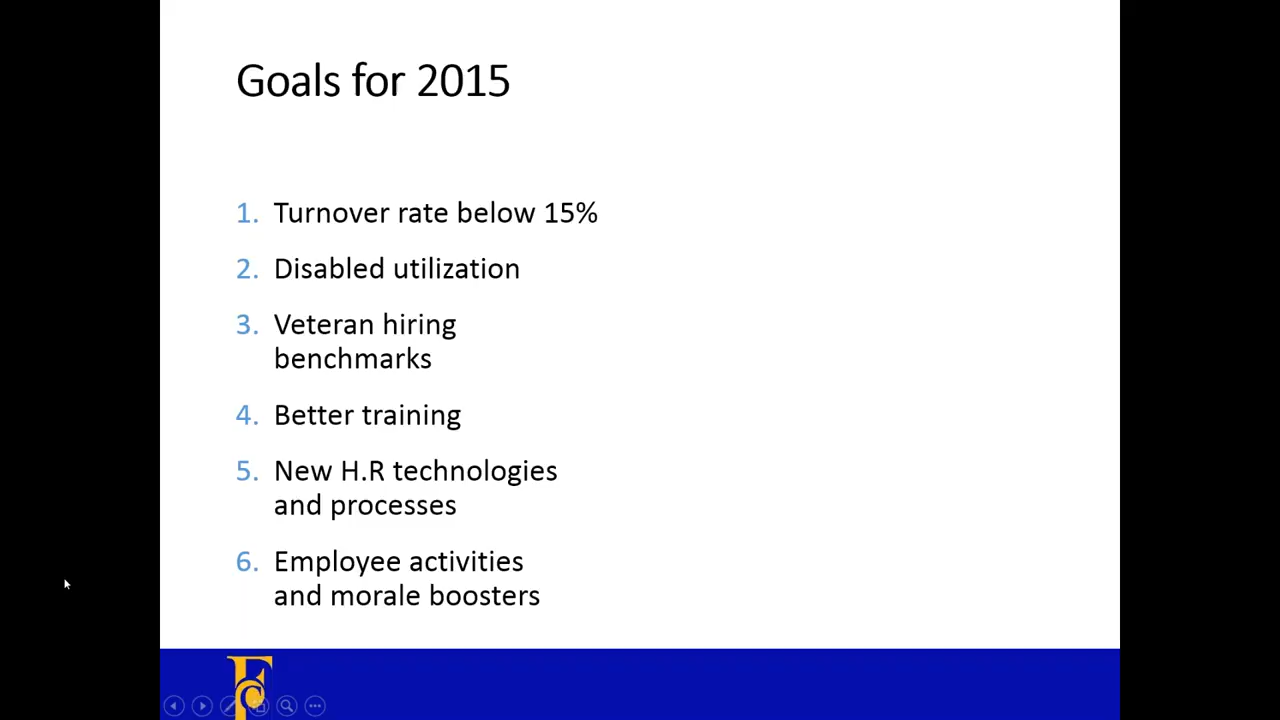 Goals for 2015
1. Turnover rate below 15%
2. Disabled utilization
3. Veteran hiring
benchmarks
4. Better training
5. New H.R technologies
and processes
6. Employee activities
and morale boosters
FC